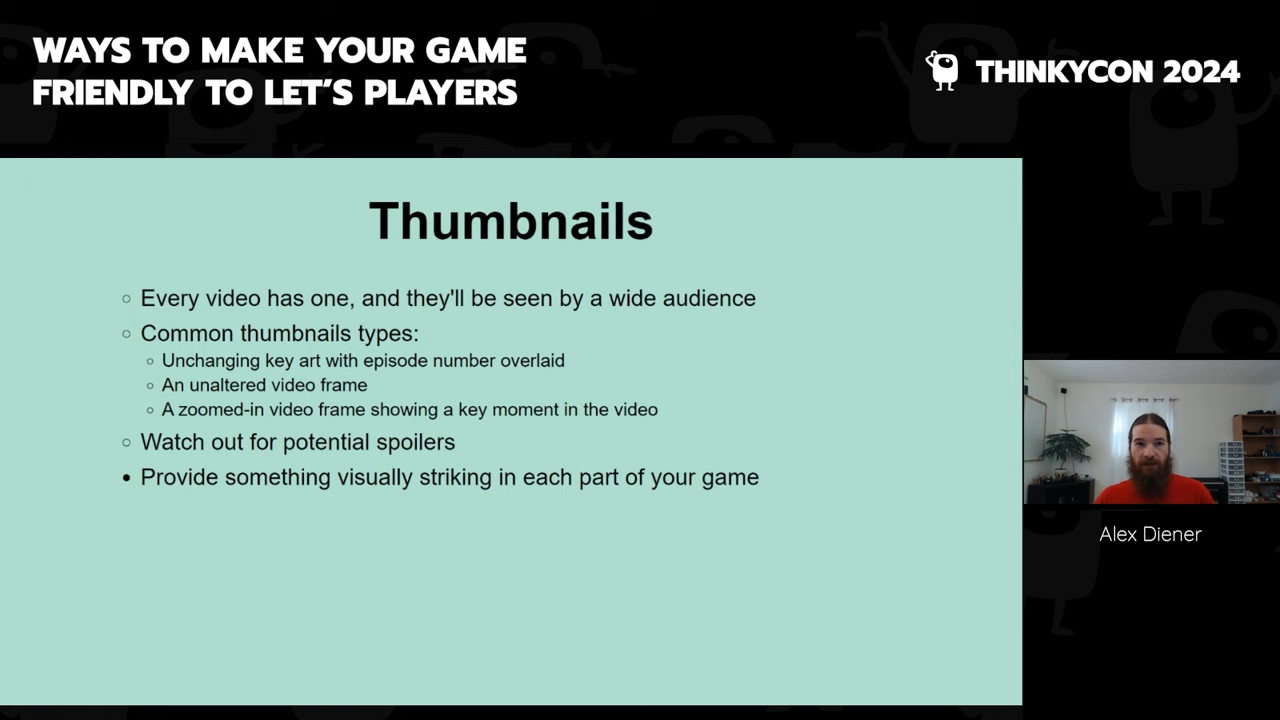 WAYS TO MAKE YOUR GAME
FRIENDLY TO LET'S PLAYERS
THINKYCON 2024
Thumbnails
Every video has one, and they'll be seen by a wide audience
Common thumbnails types:
Unchanging key art with episode number overlaid
An unaltered video frame
A zoomed-in video frame showing a key moment in the video
Watch out for potential spoilers
Provide something visually striking in each part of your game
Alex Diener